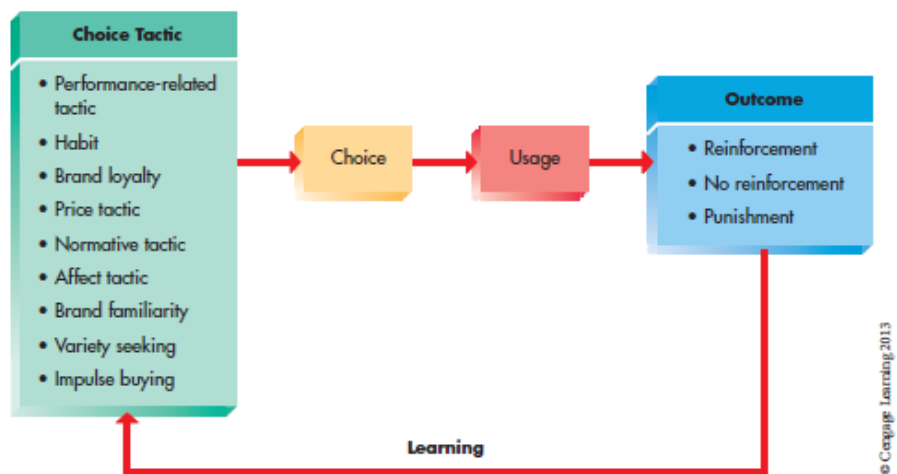 Choice Tactic
• Performance-related
tactic
• Habit
• Brand loyalty
• Price tactic
• Normative tactic
• Affect tactic
• Brand familiarity
• Variety seeking
• Impulse buying
Choice
Usage
Outcome
• Reinforcement
• No reinforcement
• Punishment
Learning
© Cengage Learning 2013